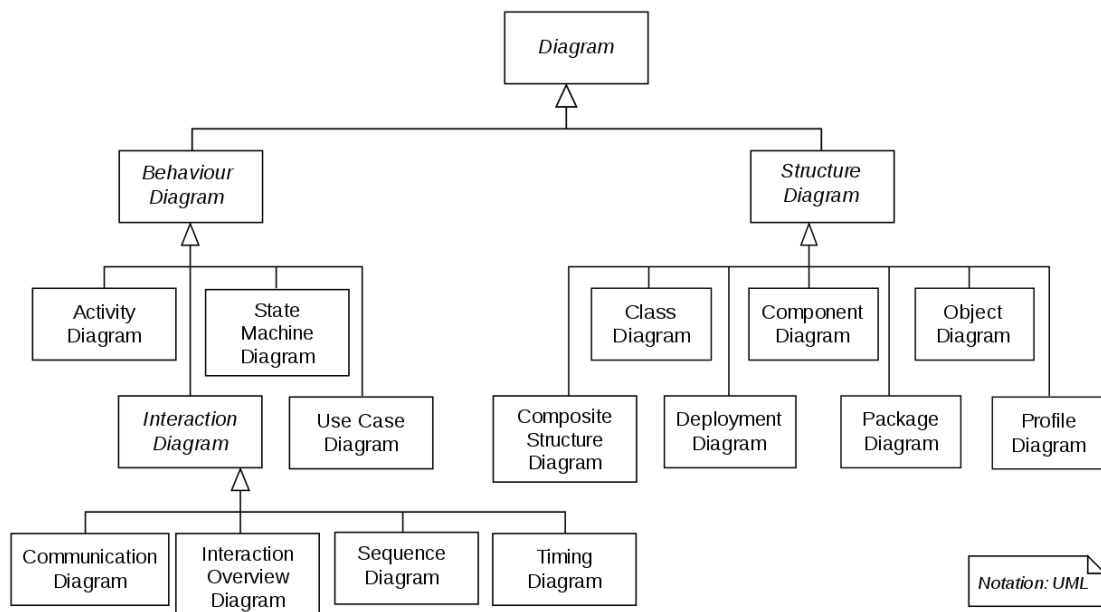 Diagram
Behaviour
Diagram
Structure
Diagram
Activity
Diagram
State
Machine
Diagram
Class
Diagram
Component
Diagram
Object
Diagram
Interaction
Diagram
Use Case
Diagram
Composite
Structure
Diagram
Deployment
Diagram
Package
Diagram
Profile
Diagram
Communication
Diagram
Interaction
Overview
Diagram
Sequence
Diagram
Timing
Diagram
Notation: UML